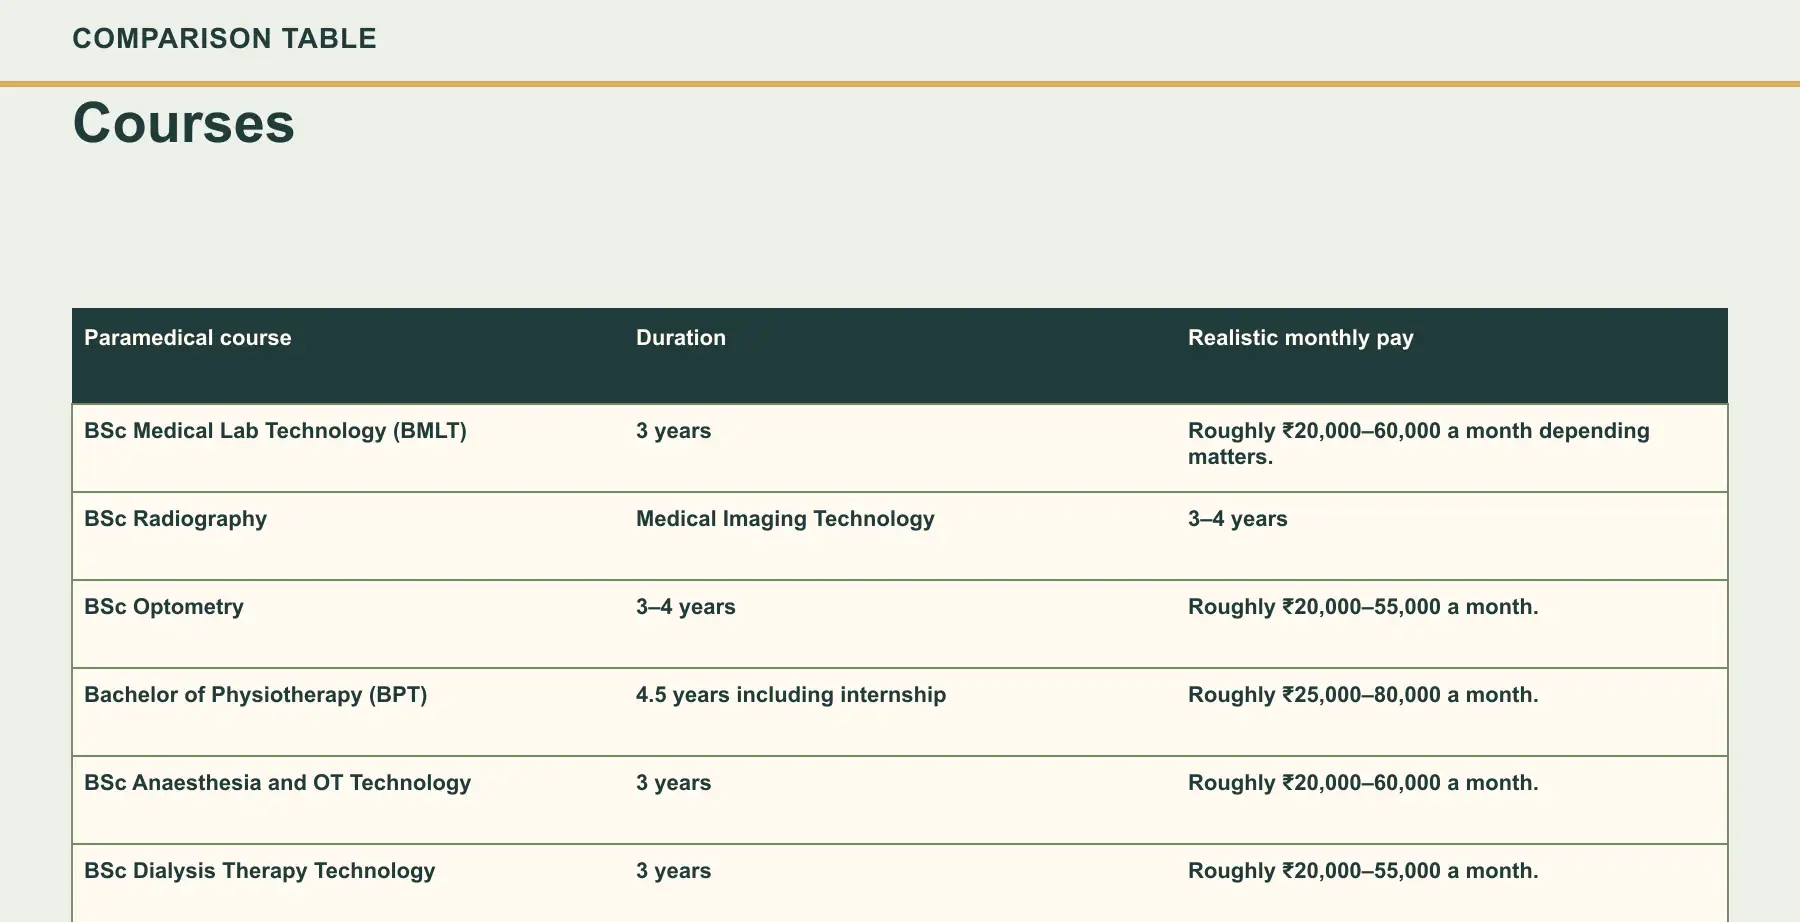 COMPARISON TABLE
Courses
Paramedical course Duration Realistic monthly pay
BSc Medical Lab Technology (BMLT) 3 years Roughly ₹20,000–60,000 a month depending
matters.
BSc Radiography Medical Imaging Technology 3–4 years
BSc Optometry 3–4 years Roughly ₹20,000–55,000 a month.
Bachelor of Physiotherapy (BPT) 4.5 years including internship Roughly ₹25,000–80,000 a month.
BSc Anaesthesia and OT Technology 3 years Roughly ₹20,000–60,000 a month.
BSc Dialysis Therapy Technology 3 years Roughly ₹20,000–55,000 a month.